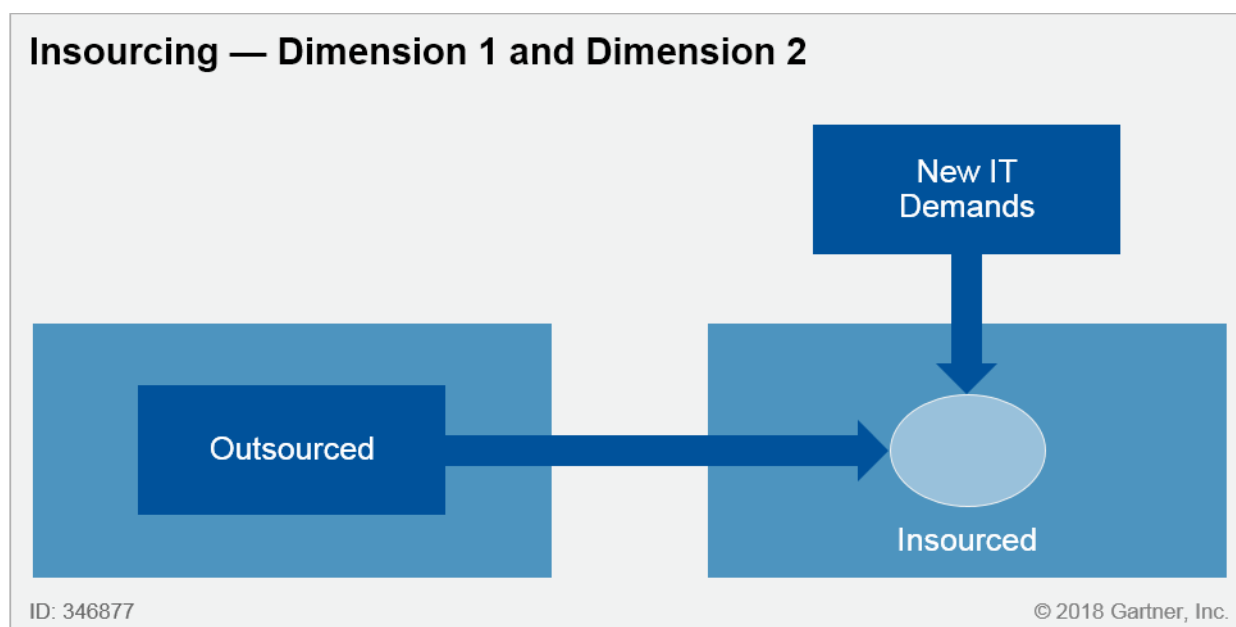 Insourcing — Dimension 1 and Dimension 2
New IT
Demands
Outsourced
Insourced
ID: 346877
© 2018 Gartner, Inc.